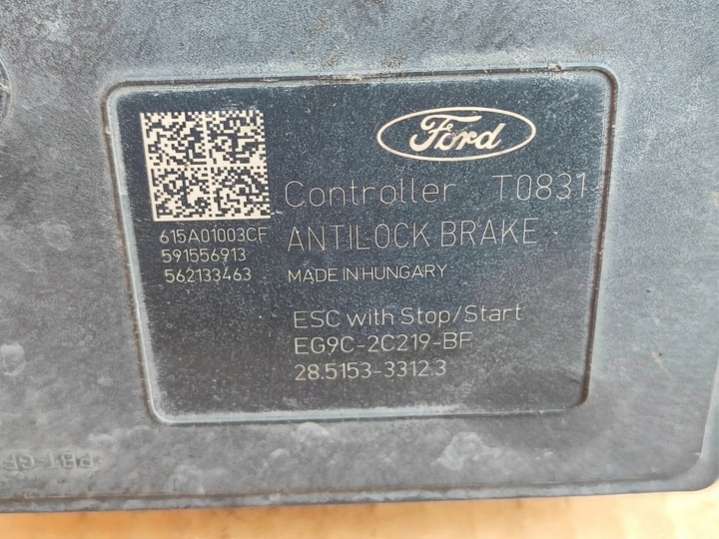 Ford
Controller T0831
615A01003CF
591556913
562133463
ANTILOCK BRAKE
MADE IN HUNGARY
ESC with Stop/Start
EG9C-2C219-BF
28.5153-3312.3